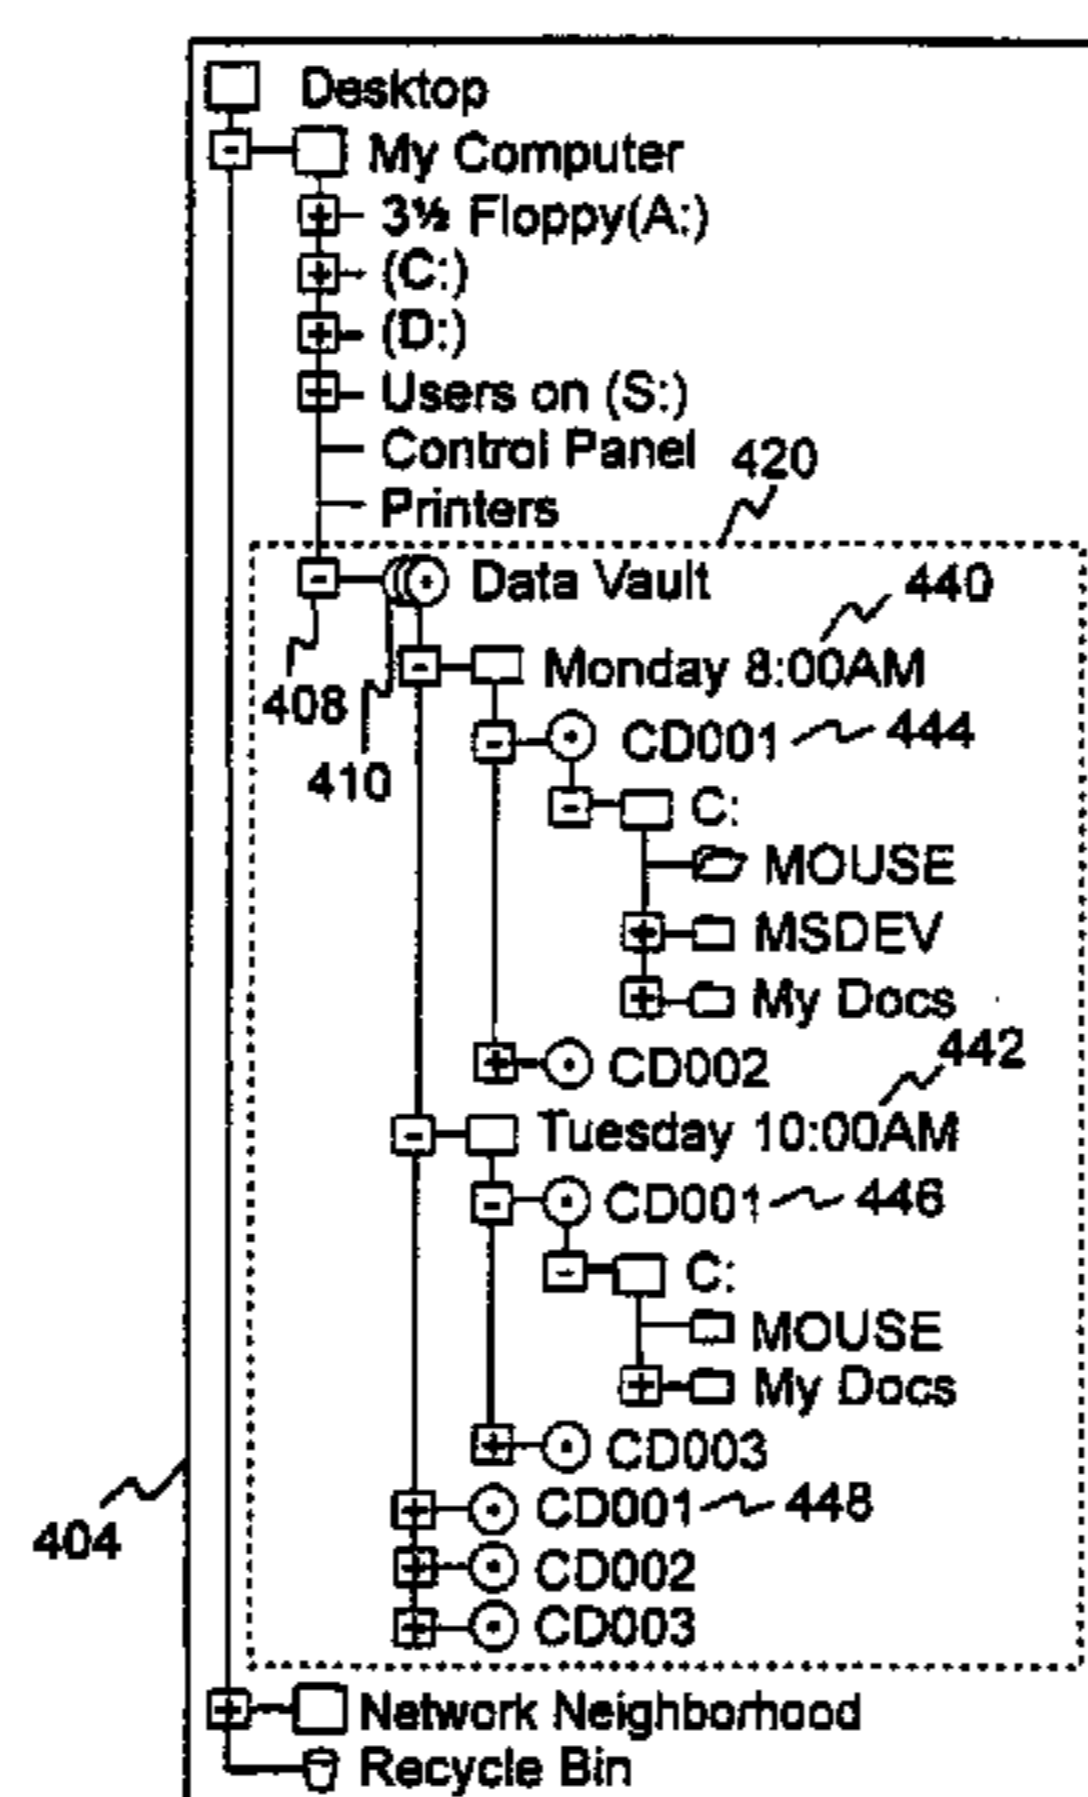 Desktop
My Computer
3½ Floppy(A:)
(C:)
(D:)
Users on (S:)
Control Panel
420
Printers
Data Vault
440
408
Monday 8:00AM
410
CD001
444
C:
MOUSE
MSDEV
My Docs
442
CD002
Tuesday 10:00AM
CD001
446
C:
MOUSE
My Docs
CD003
CD001
448
404
CD002
CD003
Network Neighborhood
Recycle Bin